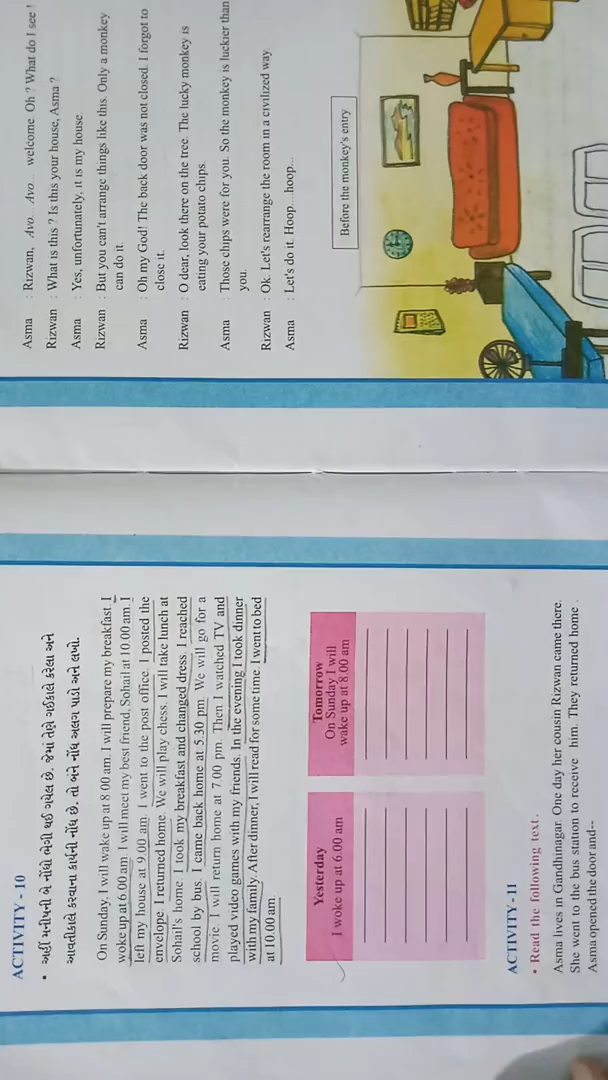 ACTIVITY - 10
• અહીં મનીષની બે નોંધો ભેગી થઈ ગયેલ છે. જેમાં તેણે ગઈકાલે કરેલા અને
આવતીકાલે કરવાના કાર્યની નોંધ છે. તો બંને નોંધ અલગ પાડો અને લખો.
On Sunday, I will wake up at 8 00 am. I will prepare my breakfast. I
woke up at 6 00 am I will meet my best friend, Sohail at 10 00 am. I
left my house at 9.00 am. I went to the post office. I posted the
envelope. I returned home. We will play chess. I will take lunch at
Sohail's home I took my breakfast and changed dress. I reached
school by bus. I came back home at 5 30 pm. We will go for a
movie. I will return home at 7.00 pm. Then I watched TV and
played video games with my friends. In the evening I took dinner
with my family. After dinner, I will read for some time I went to bed
at 10.00 am.
Yesterday
I woke up at 6.00 am
Tomorrow
On Sunday I will
wake up at 8.00 am
ACTIVITY - 11
• Read the following text.
Asma lives in Gandhinagar. One day her cousin Rizwan came there.
She went to the bus station to receive him. They returned home.
Asma opened the door and--
Asma : Rizwan, Avo... Avo... welcome. Oh ? What do I see !
Rizwan : What is this ? Is this your house, Asma ?
Asma : Yes, unfortunately, it is my house
Rizwan : But you can't arrange things like this. Only a monkey
can do it.
Asma : Oh my God! The back door was not closed. I forgot to
close it.
Rizwan : O dear, look there on the tree. The lucky monkey is
eating your potato chips.
Asma : Those chips were for you. So the monkey is luckier than
you.
Rizwan : Ok. Let's rearrange the room in a civilized way
Asma : Let's do it. Hoop... hoop...
Before the monkey's entry